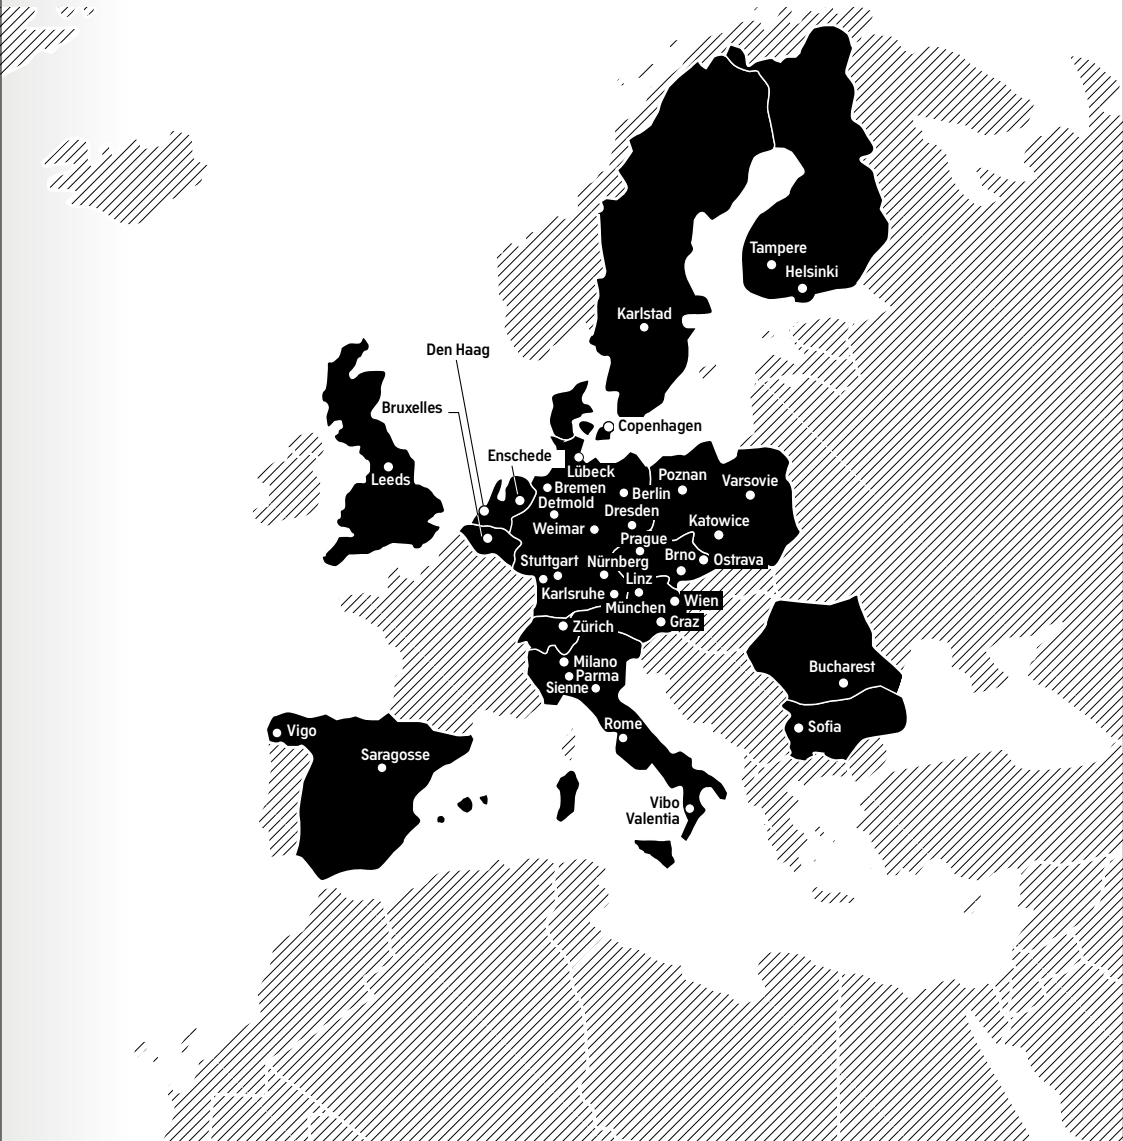 Tampere
Helsinki
Karlstad
Den Haag
Bruxelles
Copenhagen
Enschede
Lübeck
Leeds
Poznan
Varsovie
Bremen
Berlin
Detmold
Dresden
Weimar
Katowice
Prague
Brno
Ostrava
Stuttgart
Nürnberg
Linz
Karlsruhe
Wien
München
Graz
Zürich
Milano
Parma
Sienne
Bucharest
Rome
Sofia
Vigo
Saragosse
Vibo
Valentia